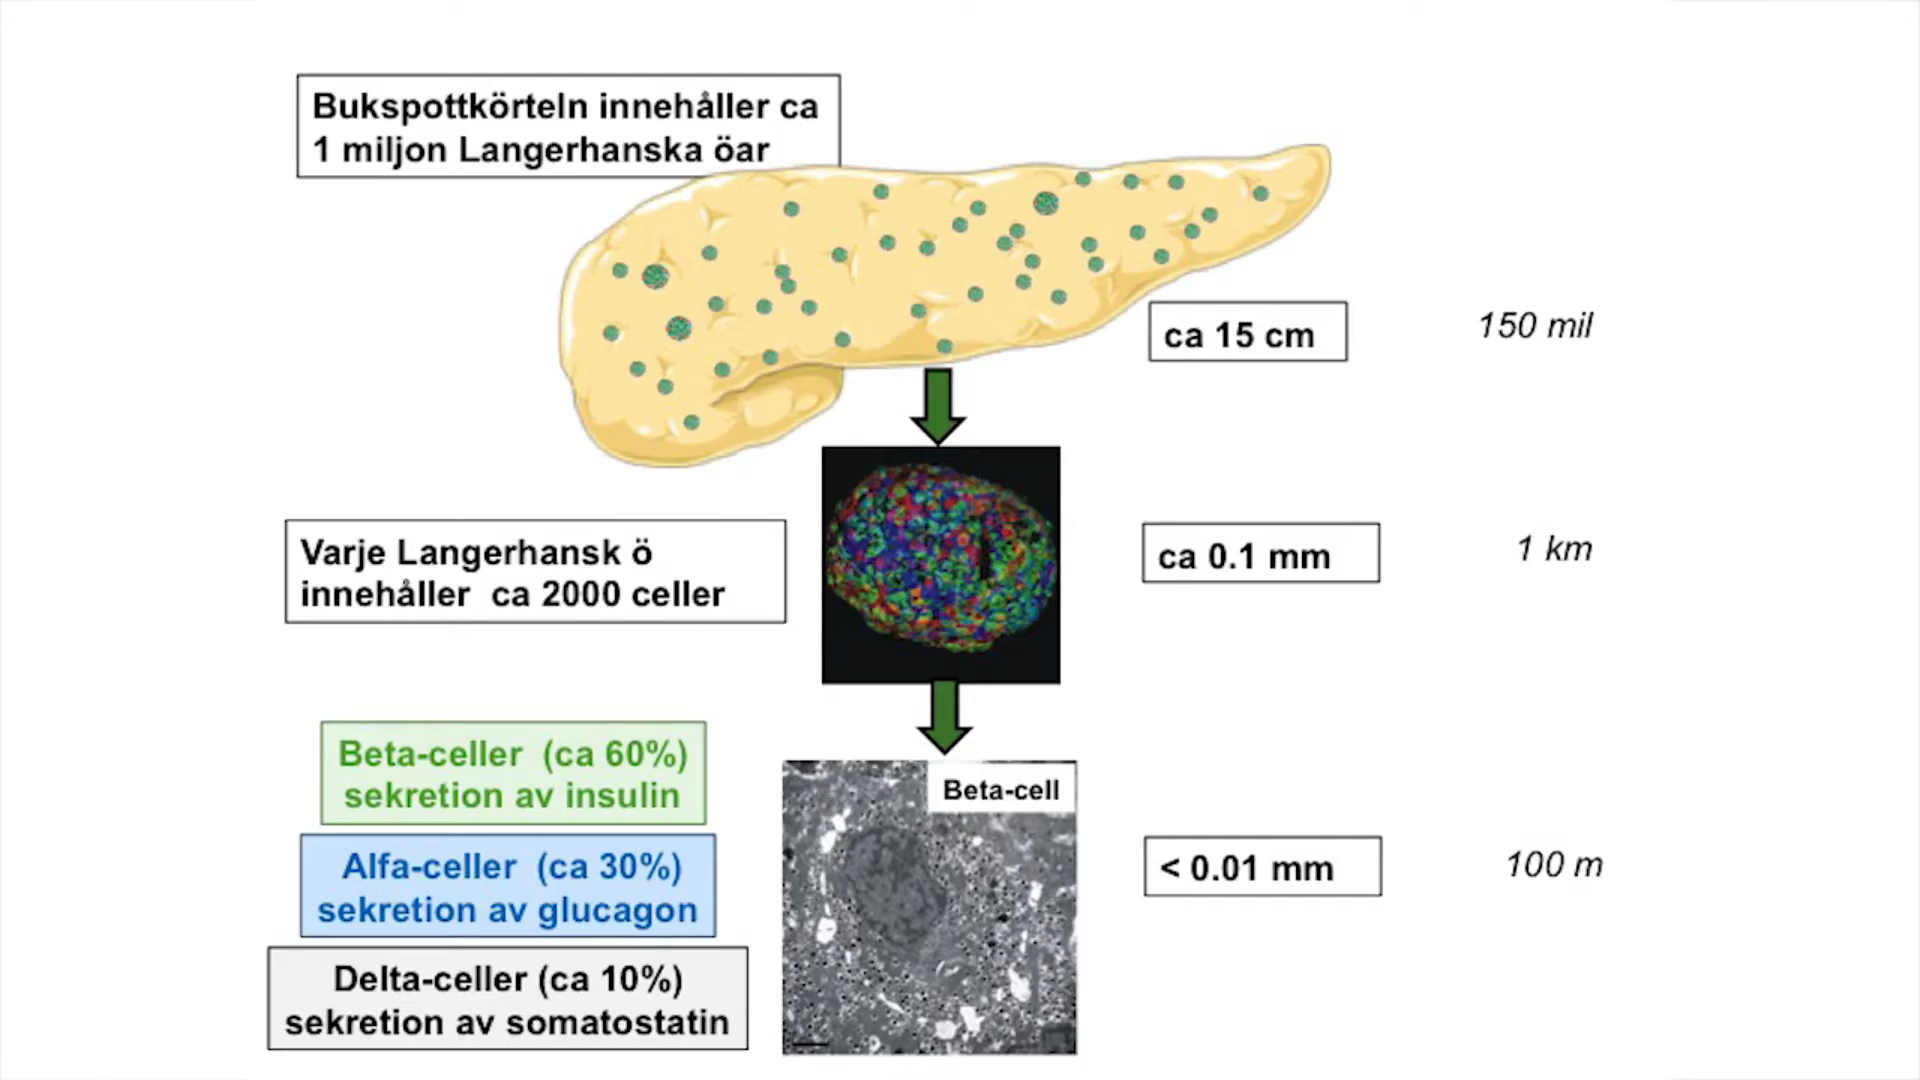 Bukspottkörteln innehåller ca
1 miljon Langerhanska öar
ca 15 cm
150 mil
Varje Langerhansk ö
innehåller ca 2000 celler
ca 0.1 mm
1 km
Beta-celler (ca 60%)
sekretion av insulin
Alfa-celler (ca 30%)
sekretion av glucagon
Delta-celler (ca 10%)
sekretion av somatostatin
Beta-cell
< 0.01 mm
100 m